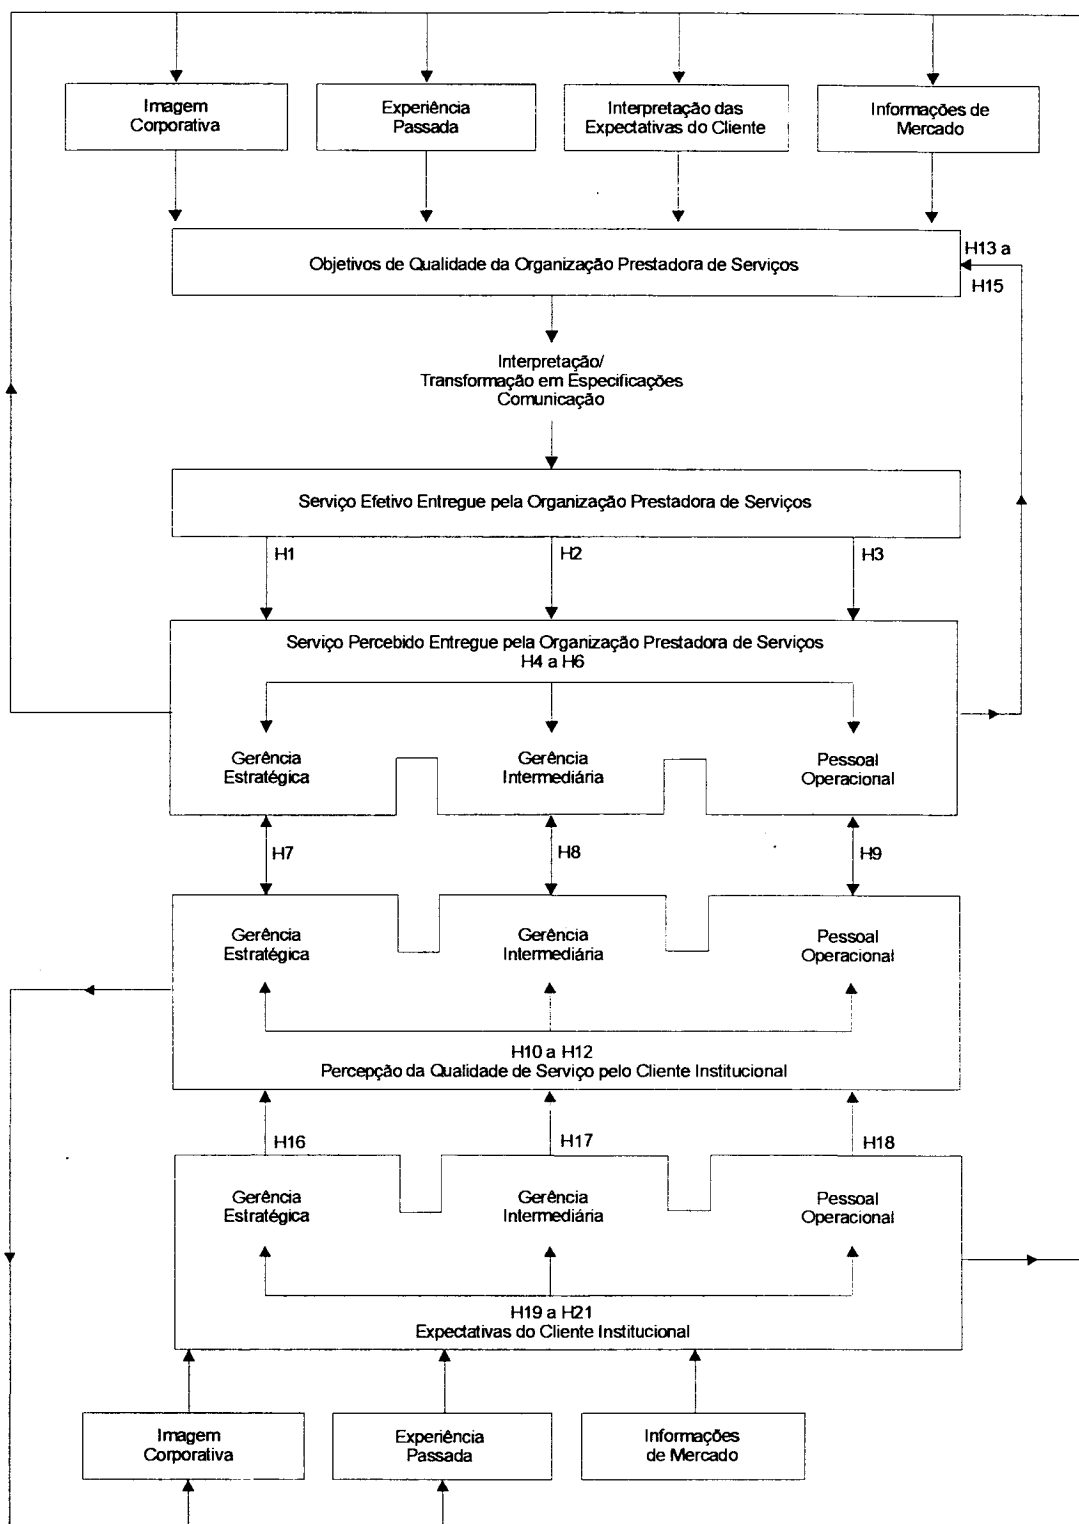 Imagem
Corporativa
Experiência
Passada
Interpretação das
Expectativas do Cliente
Informações de
Mercado
Objetivos de Qualidade da Organização Prestadora de Serviços
H13 a
H15
Interpretação/
Transformação em Especificações
Comunicação
Serviço Efetivo Entregue pela Organização Prestadora de Serviços
H1
H2
H3
Serviço Percebido Entregue pela Organização Prestadora de Serviços
H4 a H6
Gerência
Estratégica
Gerência
Intermediária
Pessoal
Operacional
H7
H8
H9
Gerência
Estratégica
Gerência
Intermediária
Pessoal
Operacional
H10 a H12
Percepção da Qualidade de Serviço pelo Cliente Institucional
H16
H17
H18
Gerência
Estratégica
Gerência
Intermediária
Pessoal
Operacional
H19 a H21
Expectativas do Cliente Institucional
Imagem
Corporativa
Experiência
Passada
Informações
de Mercado